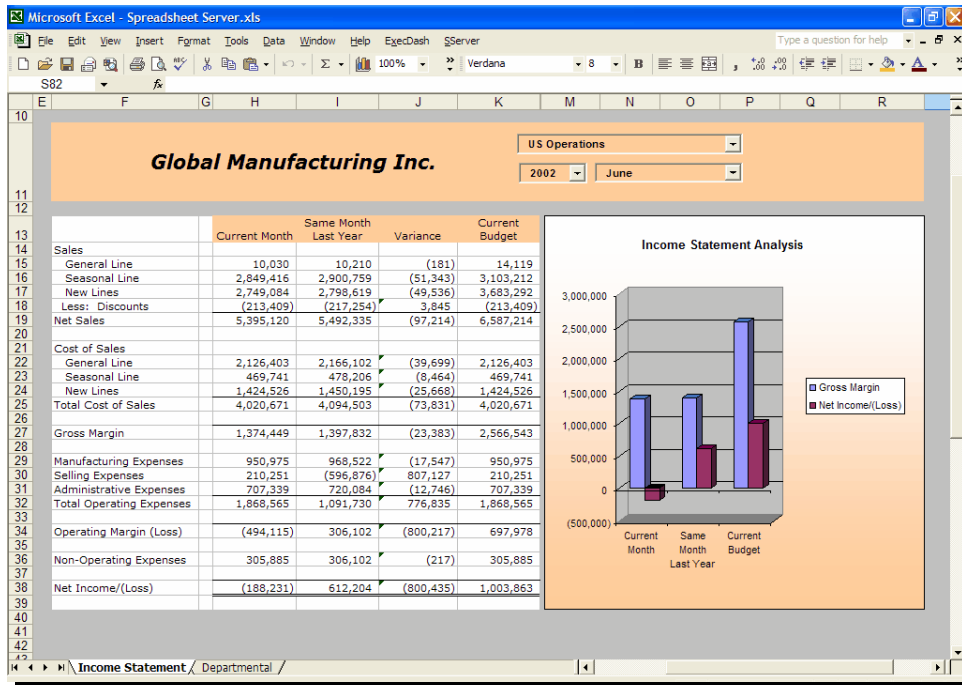 Microsoft Excel - Spreadsheet Server.xls
File Edit View Insert Format Tools Data Window Help ExecDash SServer Type a question for help
100% Verdana 8 B A
S82 fx
E F G H I J K M N O P Q R
10
US Operations
Global Manufacturing Inc.
2002 June
11
12
13 Current Month Same Month Last Year Variance Current Budget
14 Sales
15 General Line 10,030 10,210 (181) 14,119
16 Seasonal Line 2,849,416 2,900,759 (51,343) 3,103,212
17 New Lines 2,749,084 2,798,619 (49,536) 3,683,292
18 Less: Discounts (213,409) (217,254) 3,845 (213,409)
19 Net Sales 5,395,120 5,492,335 (97,214) 6,587,214
20
21 Cost of Sales
22 General Line 2,126,403 2,166,102 (39,699) 2,126,403
23 Seasonal Line 469,741 478,206 (8,464) 469,741
24 New Lines 1,424,526 1,450,195 (25,668) 1,424,526
25 Total Cost of Sales 4,020,671 4,094,503 (73,831) 4,020,671
26
27 Gross Margin 1,374,449 1,397,832 (23,383) 2,566,543
28
29 Manufacturing Expenses 950,975 968,522 (17,547) 950,975
30 Selling Expenses 210,251 (596,876) 807,127 210,251
31 Administrative Expenses 707,339 720,084 (12,746) 707,339
32 Total Operating Expenses 1,868,565 1,091,730 776,835 1,868,565
33
34 Operating Margin (Loss) (494,115) 306,102 (800,217) 697,978
35
36 Non-Operating Expenses 305,885 306,102 (217) 305,885
37
38 Net Income/(Loss) (188,231) 612,204 (800,435) 1,003,863
39
40
41
42
43
Income Statement Analysis
3,000,000
2,500,000
2,000,000
1,500,000
1,000,000
500,000
0
(500,000)
Current Month
Same Month Last Year
Current Budget
Gross Margin
Net Income/(Loss)
Income Statement Departmental